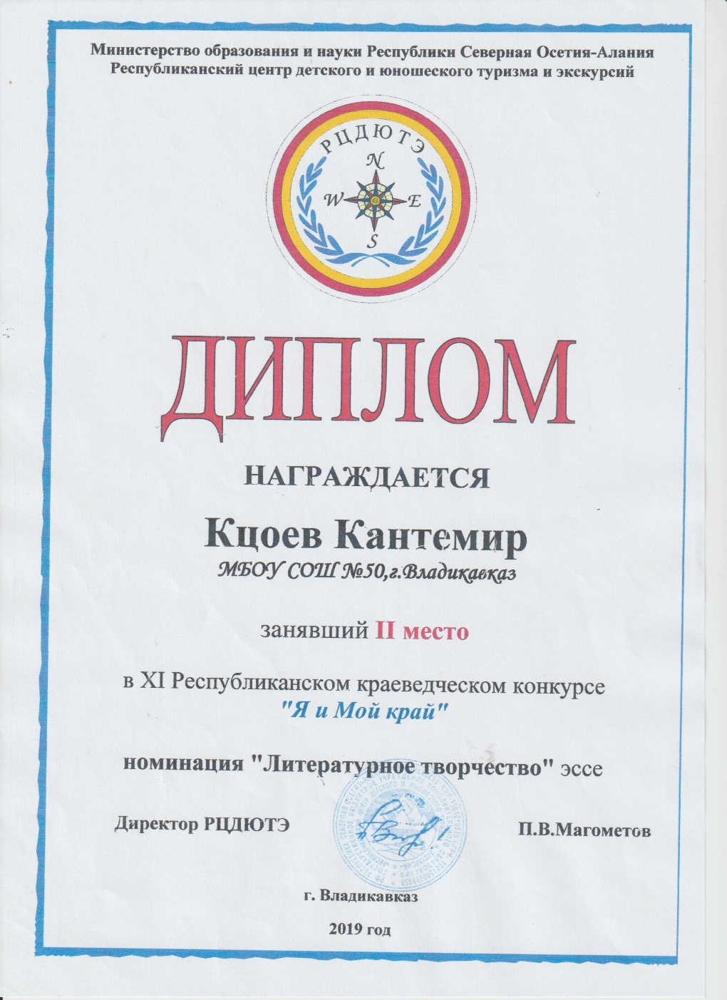 Министерство образования и науки Республики Северная Осетия-Алания
Республиканский центр детского и юношеского туризма и экскурсий
РЦДЮТЭ
N
W E
S
ДИПЛОМ
НАГРАЖДАЕТСЯ
Кцоев Кантемир
МБОУ СОШ №50,г.Владикавказ
занявший II место
в XI Республиканском краеведческом конкурсе
"Я и Мой край"
номинация "Литературное творчество" эссе
Директор РЦДЮТЭ П.В.Магометов
г. Владикавказ
2019 год